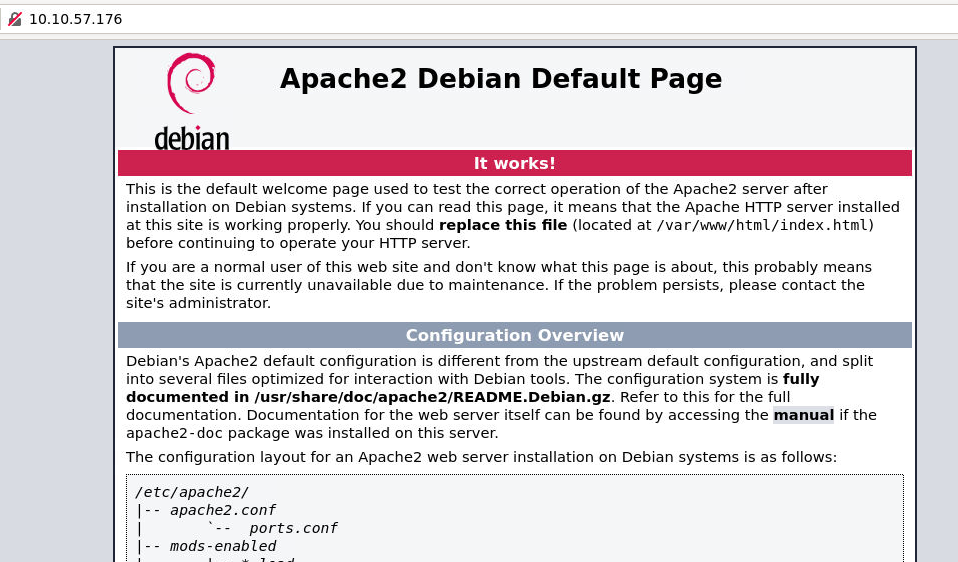 10.10.57.176
Apache2 Debian Default Page
debian
It works!
This is the default welcome page used to test the correct operation of the Apache2 server after
installation on Debian systems. If you can read this page, it means that the Apache HTTP server installed
at this site is working properly. You should replace this file (located at /var/www/html/index.html)
before continuing to operate your HTTP server.
If you are a normal user of this web site and don't know what this page is about, this probably means
that the site is currently unavailable due to maintenance. If the problem persists, please contact the
site's administrator.
Configuration Overview
Debian's Apache2 default configuration is different from the upstream default configuration, and split
into several files optimized for interaction with Debian tools. The configuration system is fully
documented in /usr/share/doc/apache2/README.Debian.gz. Refer to this for the full
documentation. Documentation for the web server itself can be found by accessing the manual if the
apache2-doc package was installed on this server.
The configuration layout for an Apache2 web server installation on Debian systems is as follows:
/etc/apache2/
|-- apache2.conf
|       `--  ports.conf
|-- mods-enabled